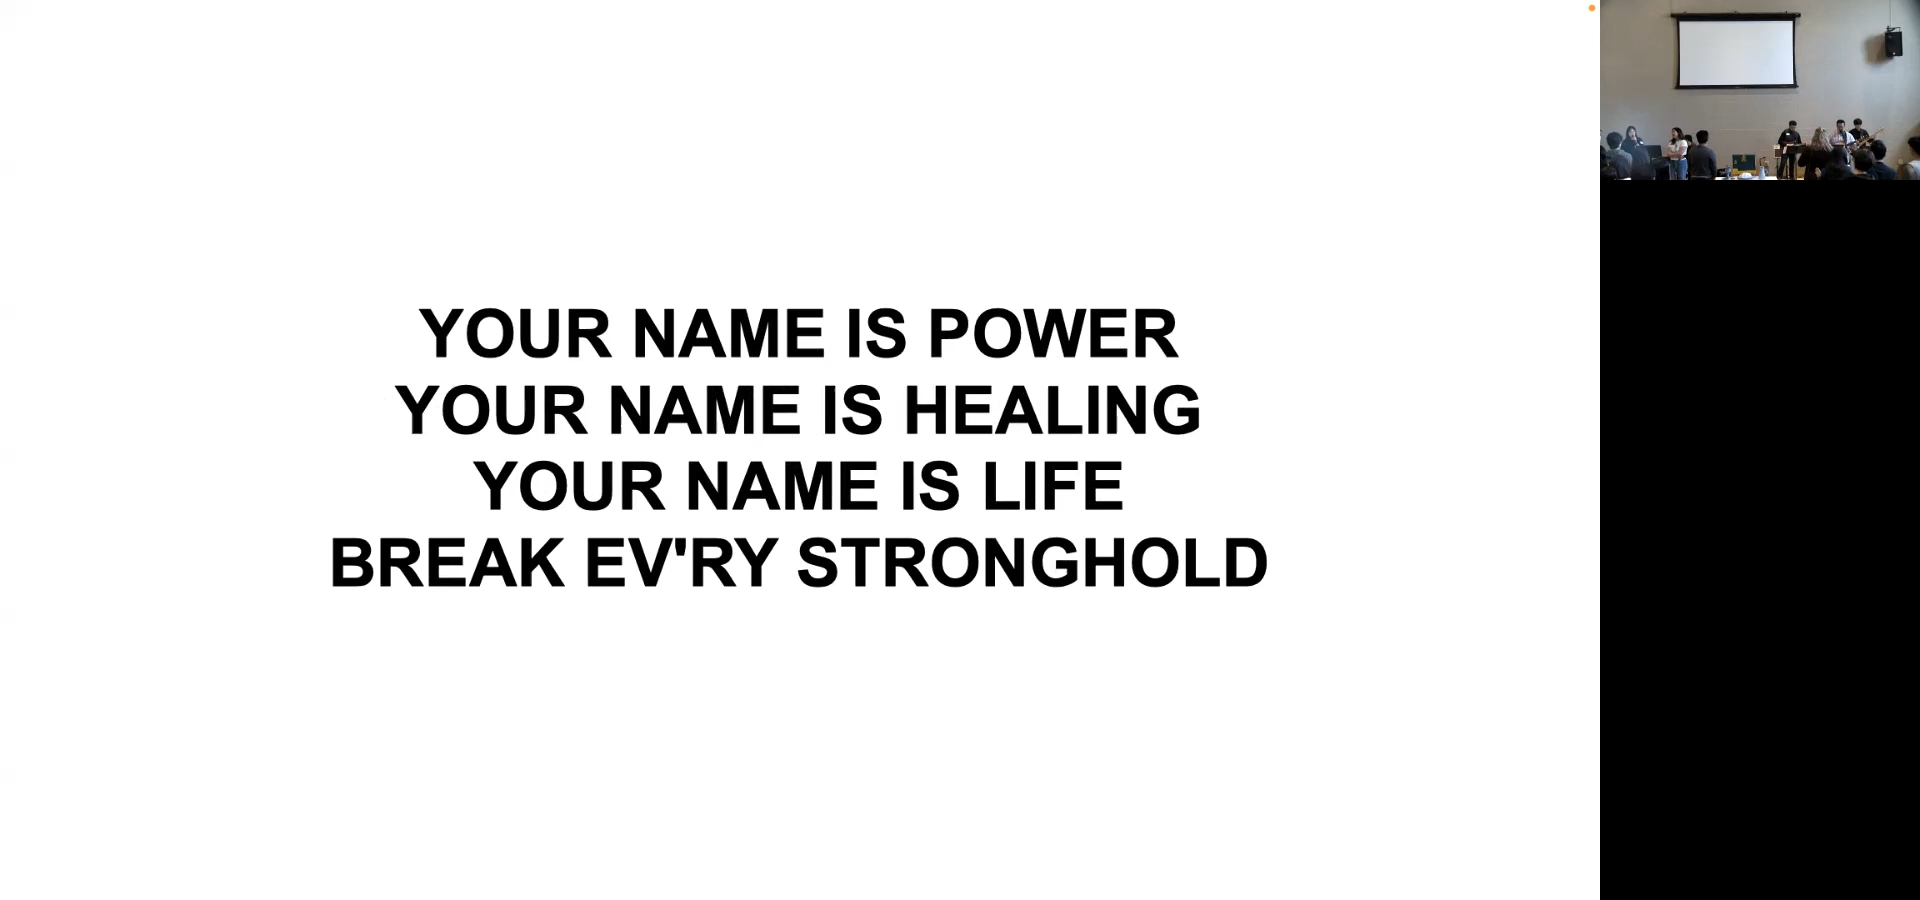 YOUR NAME IS POWER
YOUR NAME IS HEALING
YOUR NAME IS LIFE
BREAK EV'RY STRONGHOLD